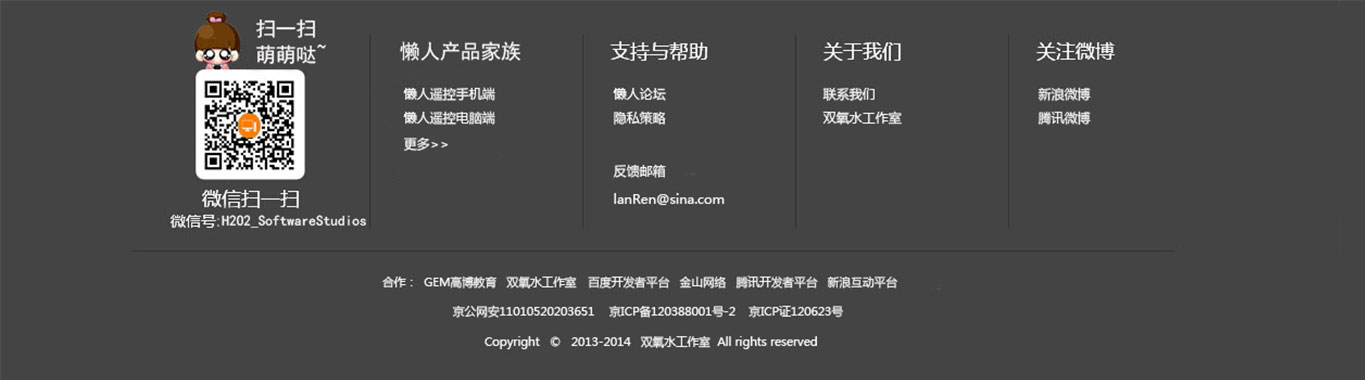 扫一扫
萌萌哒~
微信扫一扫
微信号:H202_SoftwareStudios
懒人产品家族
懒人遥控手机端
懒人遥控电脑端
更多>>
支持与帮助
懒人论坛
隐私策略
反馈邮箱
lanRen@sina.com
关于我们
联系我们
双氧水工作室
关注微博
新浪微博
腾讯微博
合作： GEM高博教育 双氧水工作室 百度开发者平台 金山网络 腾讯开发者平台 新浪互动平台
京公网安11010520203651 京ICP备120388001号-2 京ICP证120623号
Copyright © 2013-2014 双氧水工作室 All rights reserved